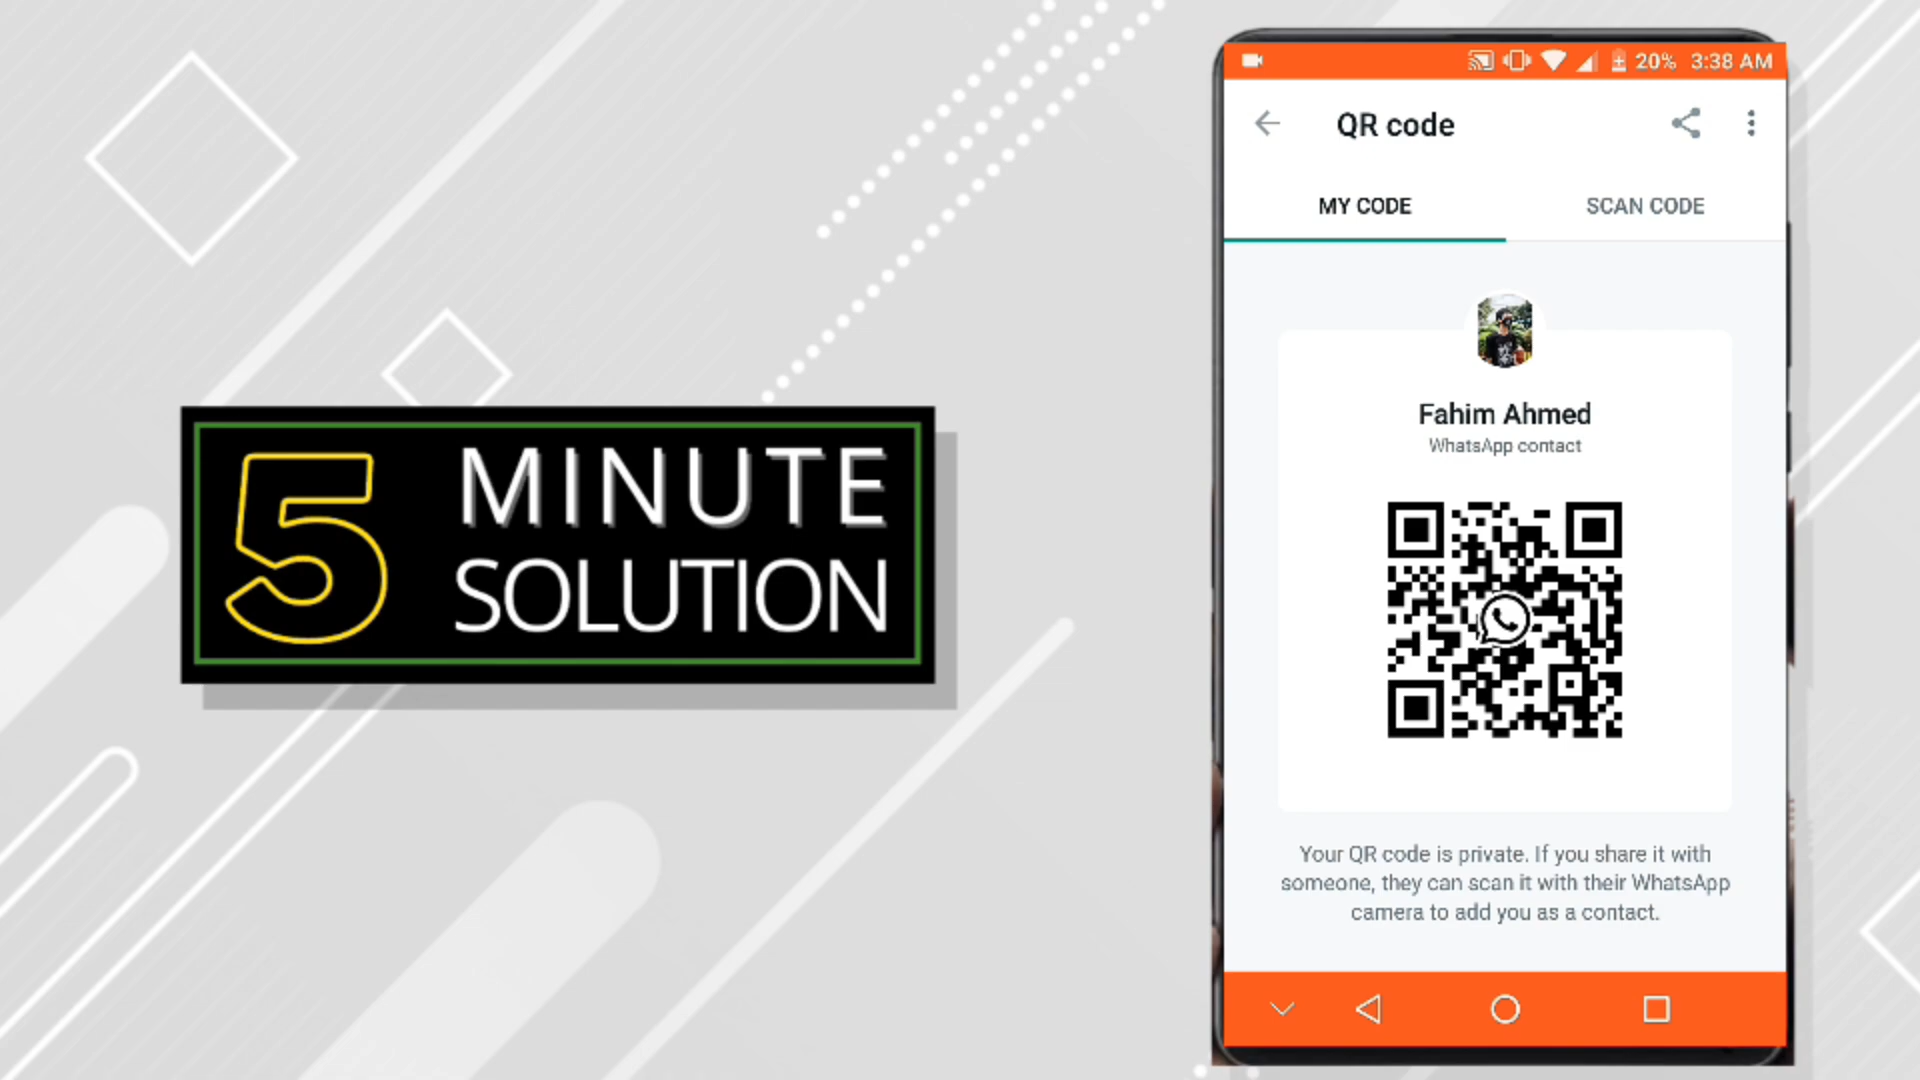 5 MINUTE
SOLUTION
20% 3:38 AM
QR code
MY CODE
SCAN CODE
Fahim Ahmed
WhatsApp contact
Your QR code is private. If you share it with
someone, they can scan it with their WhatsApp
camera to add you as a contact.